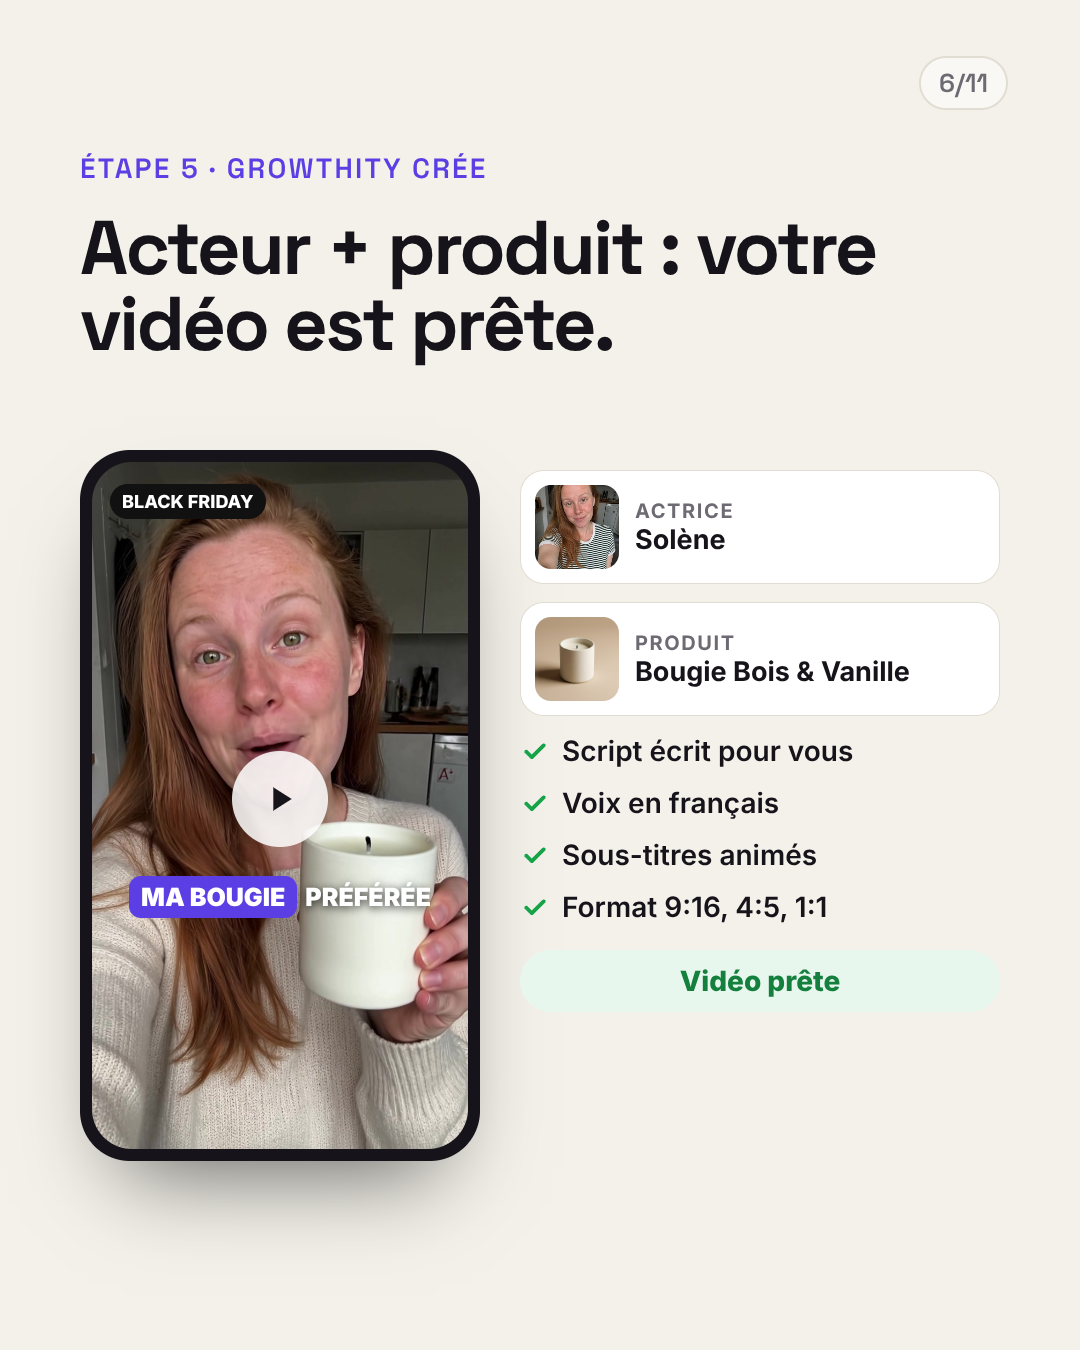 6/11
ÉTAPE 5 · GROWTHITY CRÉE
Acteur + produit : votre
vidéo est prête.
BLACK FRIDAY
A+
MA BOUGIE PRÉFÉRÉE
ACTRICE
Solène
PRODUIT
Bougie Bois & Vanille
Script écrit pour vous
Voix en français
Sous-titres animés
Format 9:16, 4:5, 1:1
Vidéo prête